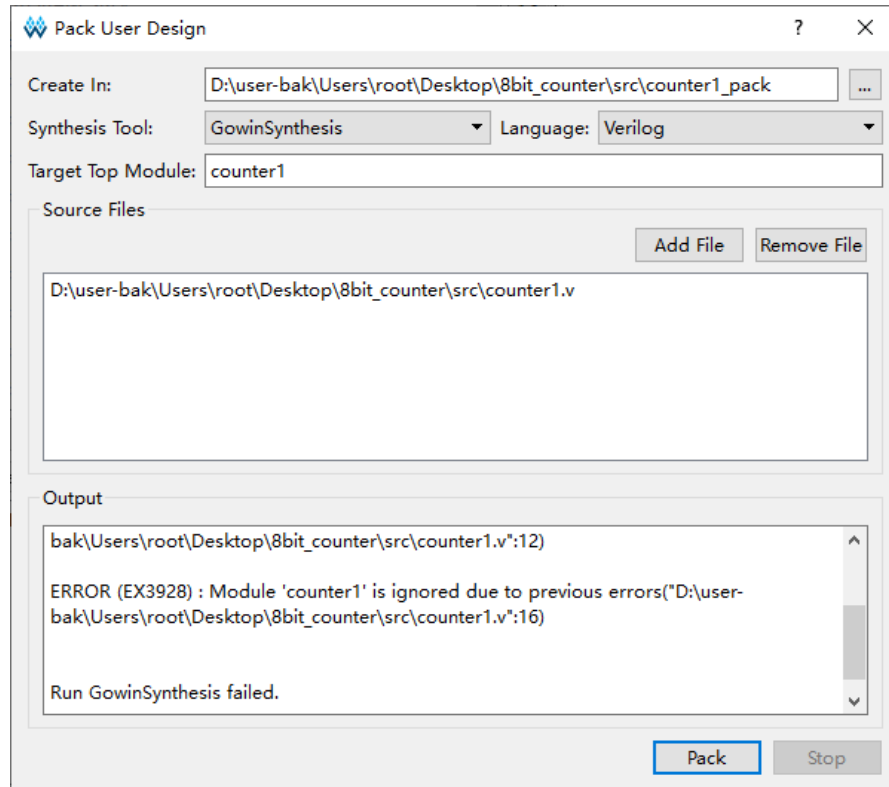 Pack User Design
? 
Create In: D:\user-bak\Users\root\Desktop\8bit_counter\src\counter1_pack ...
Synthesis Tool: GowinSynthesis Language: Verilog
Target Top Module: counter1
Source Files
Add File Remove File
D:\user-bak\Users\root\Desktop\8bit_counter\src\counter1.v
Output
bak\Users\root\Desktop\8bit_counter\src\counter1.v":12)
ERROR (EX3928) : Module 'counter1' is ignored due to previous errors("D:\user-
bak\Users\root\Desktop\8bit_counter\src\counter1.v":16)
Run GowinSynthesis failed.
Pack Stop